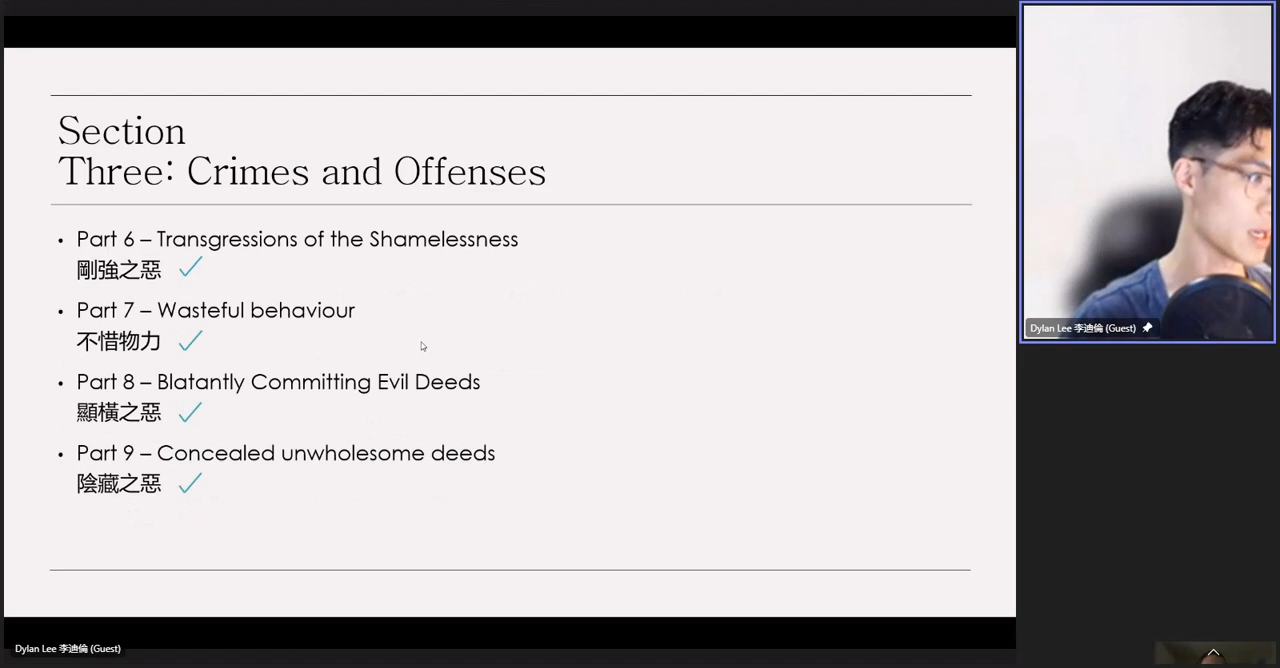 Section
Three: Crimes and Offenses
• Part 6 – Transgressions of the Shamelessness
剛強之惡
• Part 7 – Wasteful behaviour
不惜物力
• Part 8 – Blatantly Committing Evil Deeds
顯橫之惡
• Part 9 – Concealed unwholesome deeds
陰藏之惡
Dylan Lee 李迪倫 (Guest)
Dylan Lee 李迪倫 (Guest)